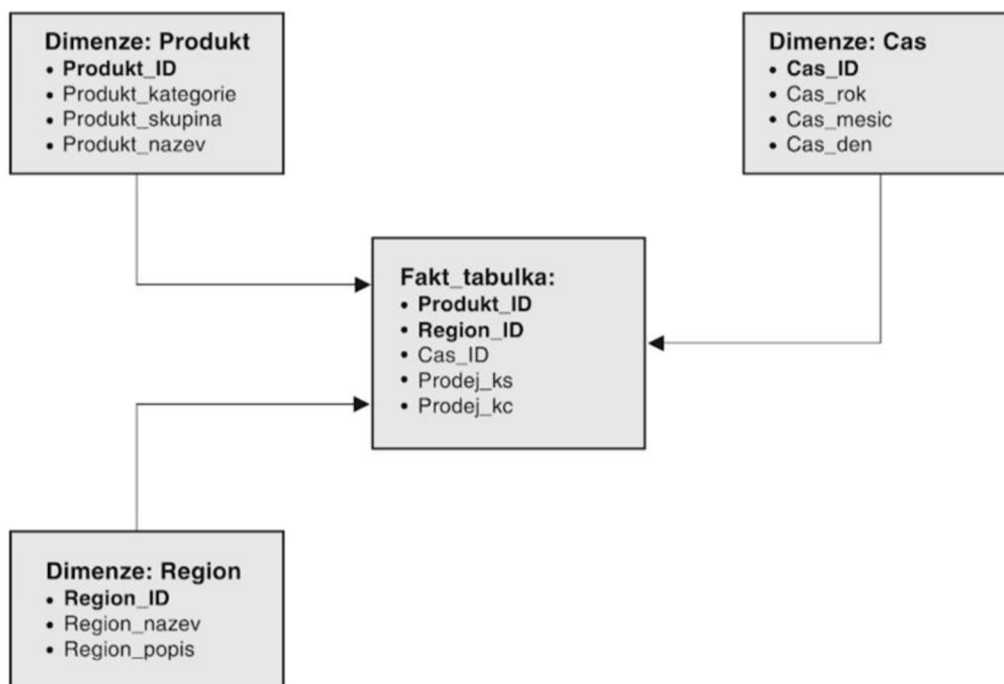 Dimenze: Produkt
• Produkt_ID
• Produkt_kategorie
• Produkt_skupina
• Produkt_nazev
Dimenze: Cas
• Cas_ID
• Cas_rok
• Cas_mesic
• Cas_den
Fakt_tabulka:
• Produkt_ID
• Region_ID
• Cas_ID
• Prodej_ks
• Prodej_kc
Dimenze: Region
• Region_ID
• Region_nazev
• Region_popis